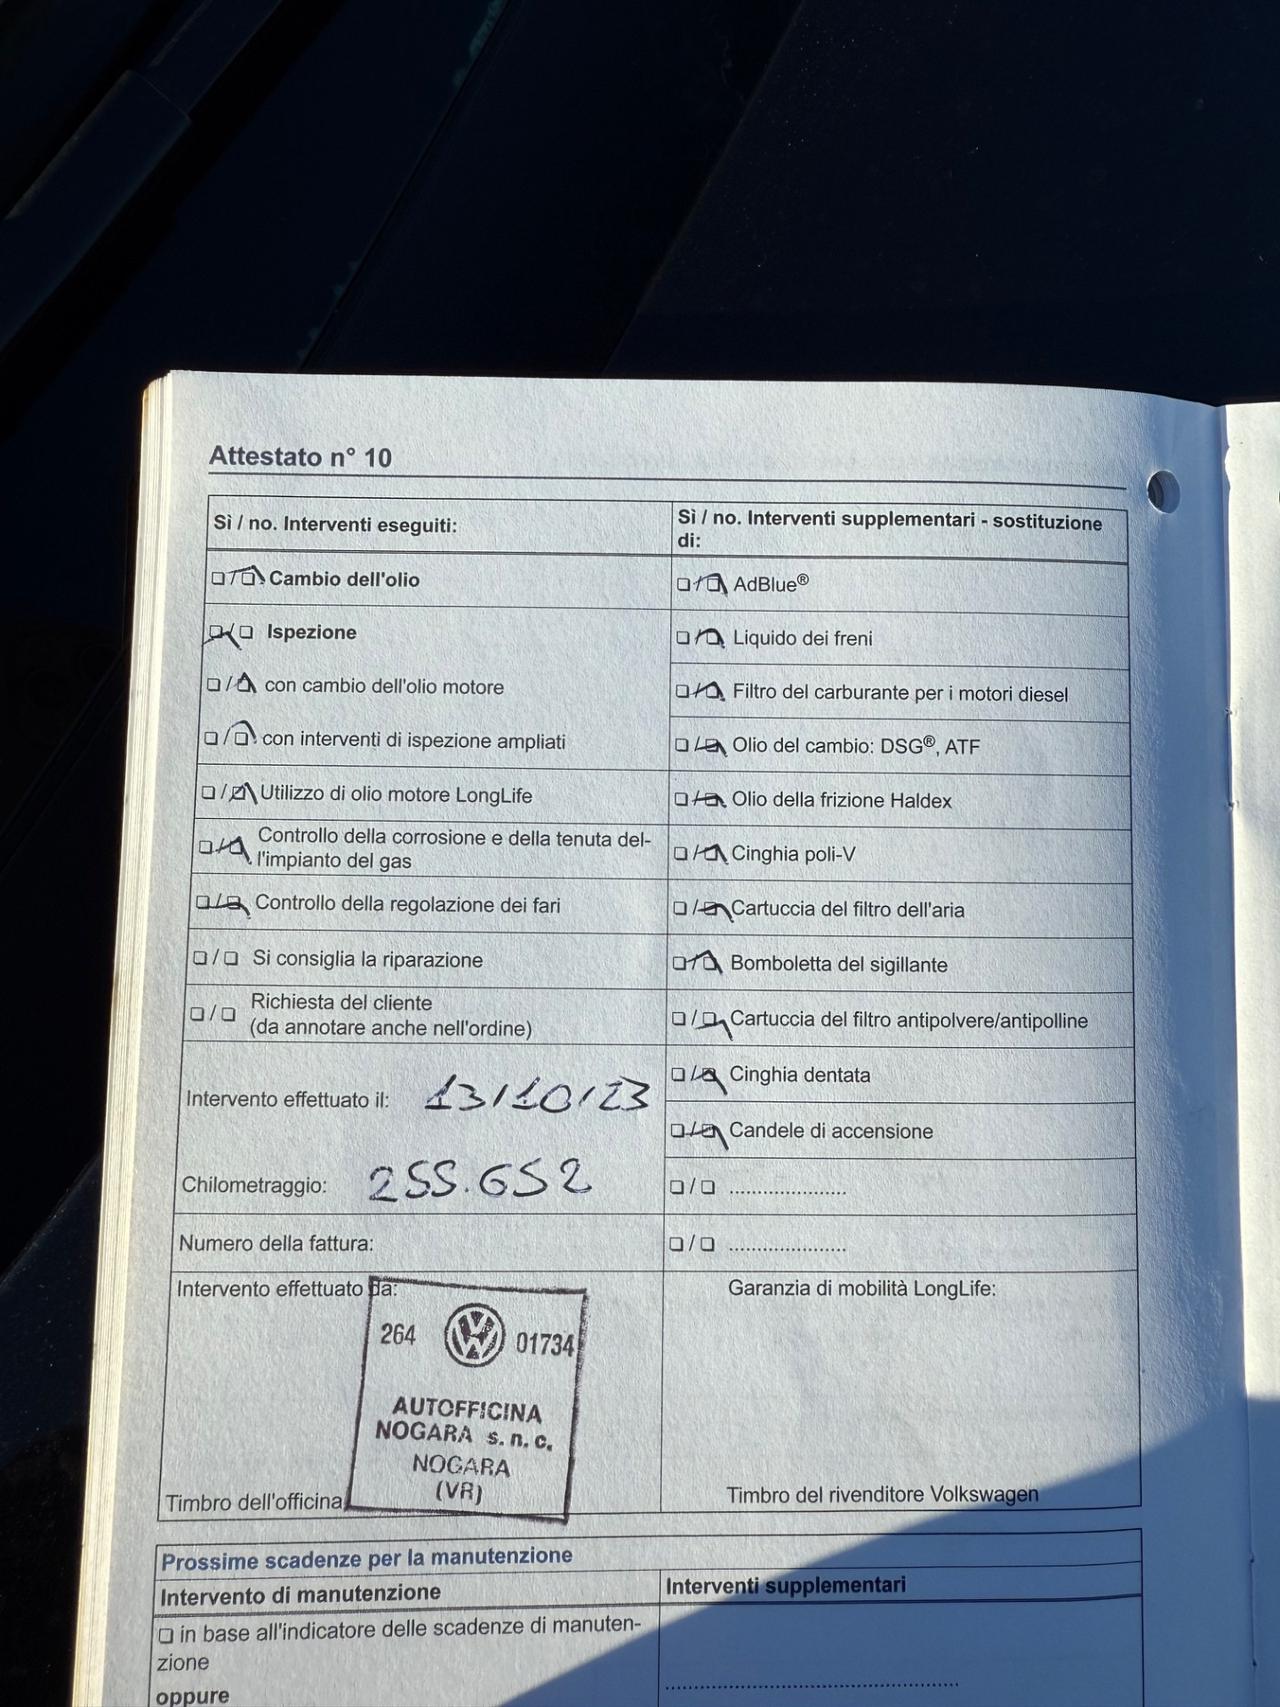 Attestato n° 10
Sì / no. Interventi eseguiti:
Cambio dell'olio
Ispezione
con cambio dell'olio motore
con interventi di ispezione ampliati
Utilizzo di olio motore LongLife
Controllo della corrosione e della tenuta del-
l'impianto del gas
Controllo della regolazione dei fari
Si consiglia la riparazione
Richiesta del cliente
(da annotare anche nell'ordine)
Intervento effettuato il: 13/10/23
Chilometraggio: 255.652
Numero della fattura:
Sì / no. Interventi supplementari - sostituzione
di:
AdBlue®
Liquido dei freni
Filtro del carburante per i motori diesel
Olio del cambio: DSG®, ATF
Olio della frizione Haldex
Cinghia poli-V
Cartuccia del filtro dell'aria
Bomboletta del sigillante
Cartuccia del filtro antipolvere/antipolline
Cinghia dentata
Candele di accensione
.....................
.....................
Intervento effettuato da:
264 VW 01734
AUTOFFICINA
NOGARA s.n.c.
NOGARA
(VR)
Timbro dell'officina
Garanzia di mobilità LongLife:
Timbro del rivenditore Volkswagen
Prossime scadenze per la manutenzione
Intervento di manutenzione
in base all'indicatore delle scadenze di manuten-
zione
oppure
Interventi supplementari